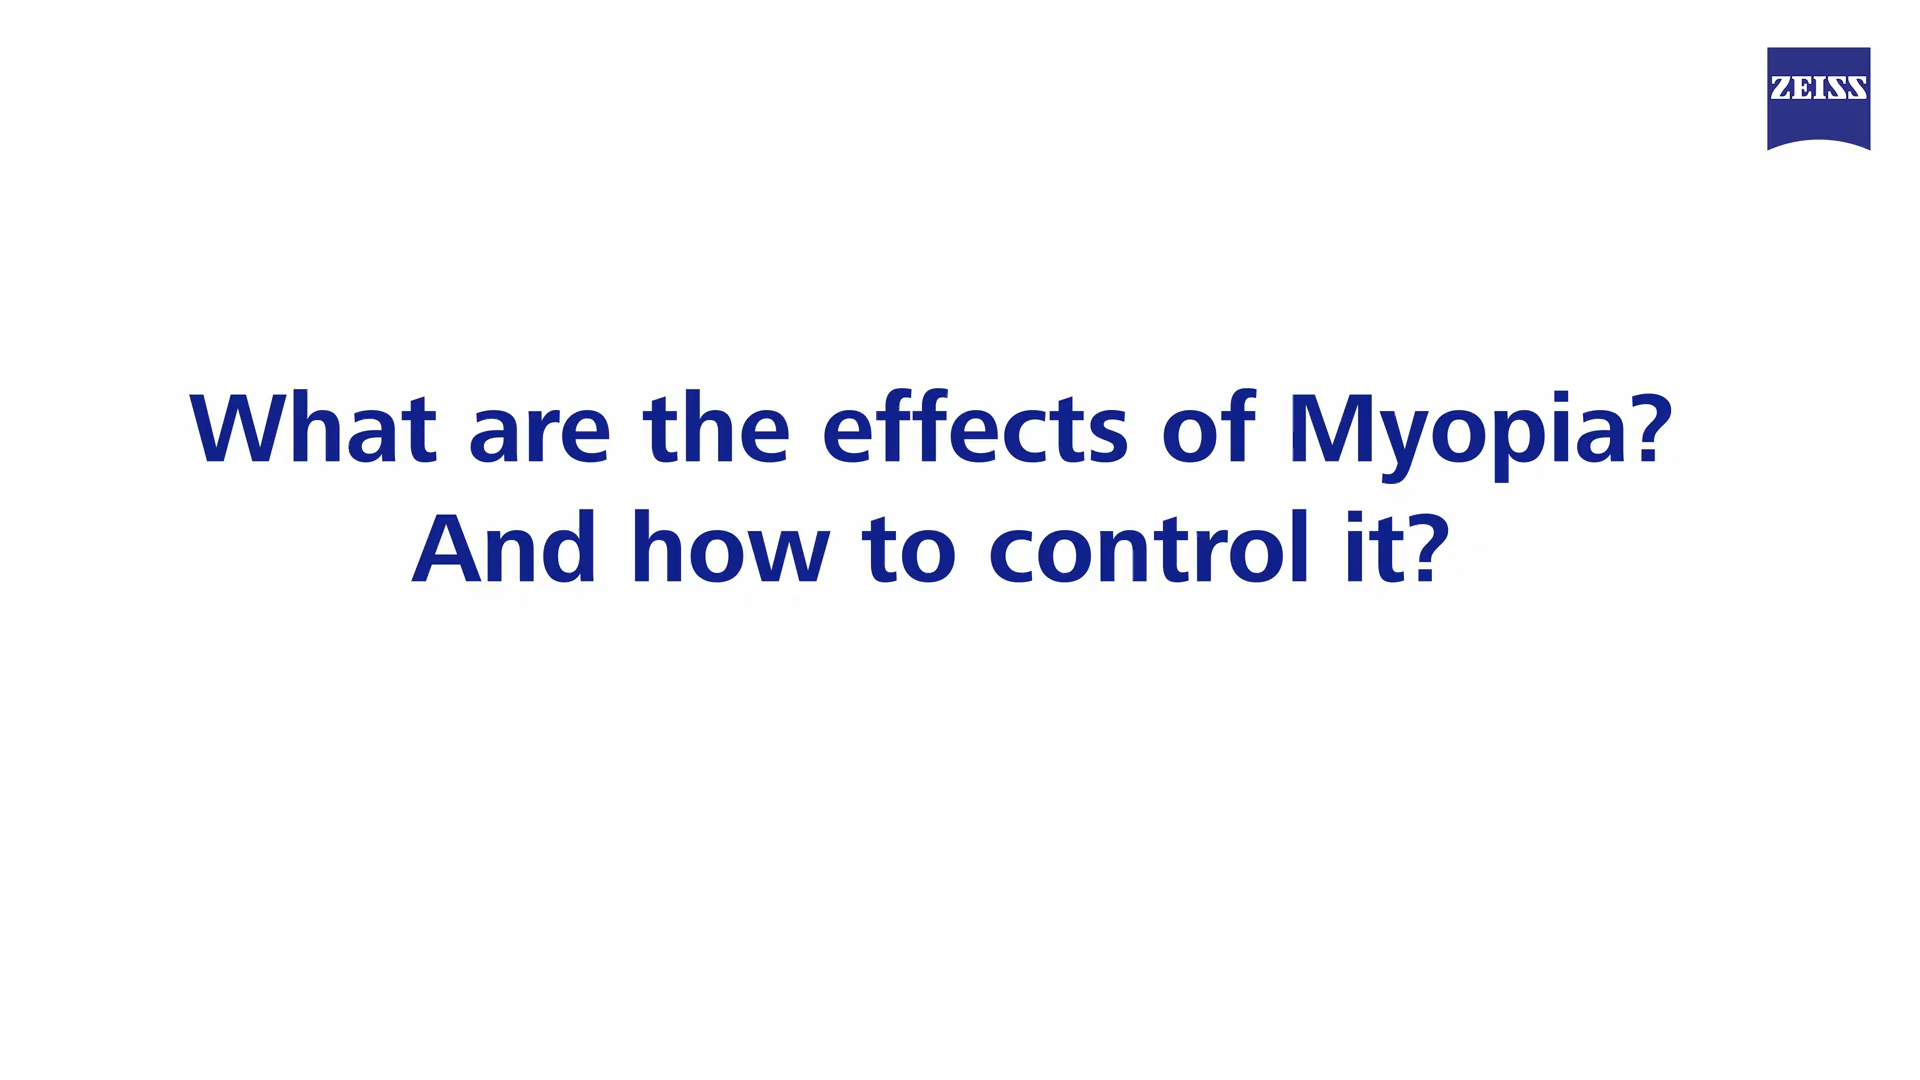 ZEISS
What are the effects of Myopia?
And how to control it?